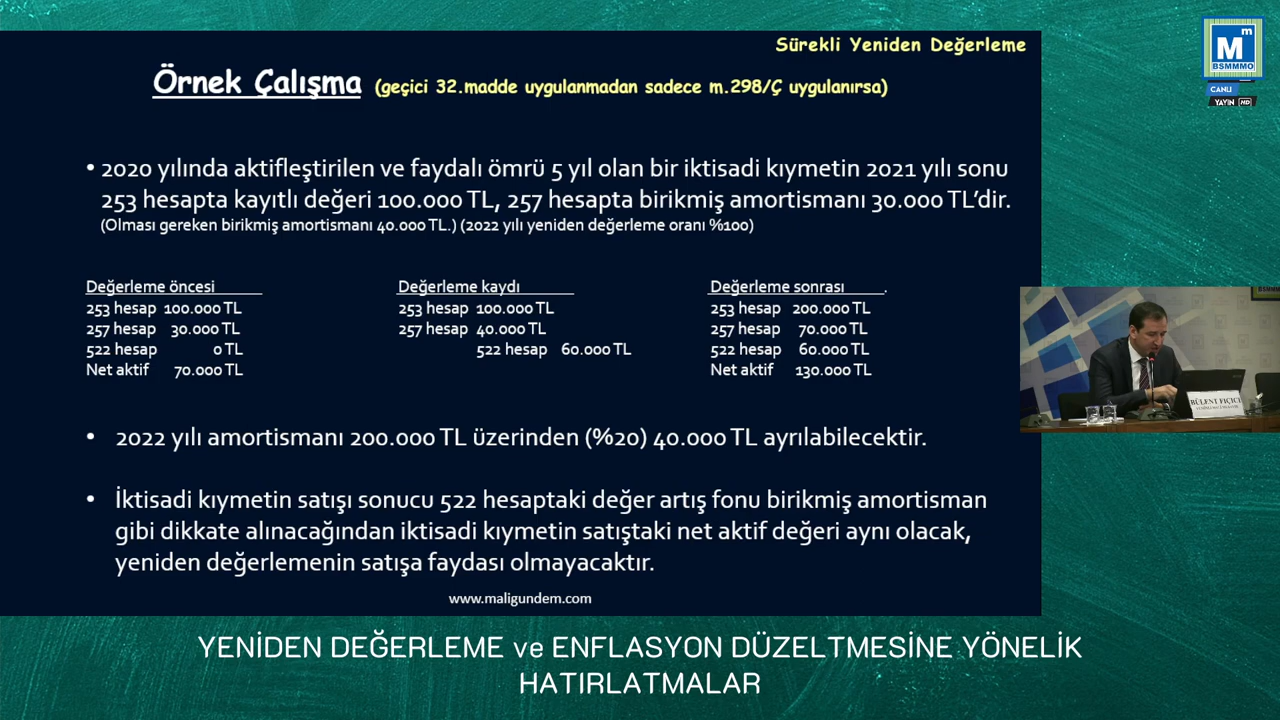 Sürekli Yeniden Değerleme
Örnek Çalışma (geçici 32.madde uygulanmadan sadece m.298/Ç uygulanırsa)
• 2020 yılında aktifleştirilen ve faydalı ömrü 5 yıl olan bir iktisadi kıymetin 2021 yılı sonu
253 hesapta kayıtlı değeri 100.000 TL, 257 hesapta birikmiş amortismanı 30.000 TL’dir.
(Olması gereken birikmiş amortismanı 40.000 TL.) (2022 yılı yeniden değerleme oranı %100)
Değerleme öncesi
253 hesap 100.000 TL
257 hesap 30.000 TL
522 hesap 0 TL
Net aktif 70.000 TL
Değerleme kaydı
253 hesap 100.000 TL
257 hesap 40.000 TL
522 hesap 60.000 TL
Değerleme sonrası .
253 hesap 200.000 TL
257 hesap 70.000 TL
522 hesap 60.000 TL
Net aktif 130.000 TL
• 2022 yılı amortismanı 200.000 TL üzerinden (%20) 40.000 TL ayrılabilecektir.
• İktisadi kıymetin satışı sonucu 522 hesaptaki değer artış fonu birikmiş amortisman
gibi dikkate alınacağından iktisadi kıymetin satıştaki net aktif değeri aynı olacak,
yeniden değerlemenin satışa faydası olmayacaktır.
www.maligundem.com
Mm
BSMMMO
CANLI
YAYIN HD
BSMMMO
BÜLENT FIÇICI
YENİDEN DEĞERLEME ve ENFLASYON DÜZELTMESİNE YÖNELİK
HATIRLATMALAR